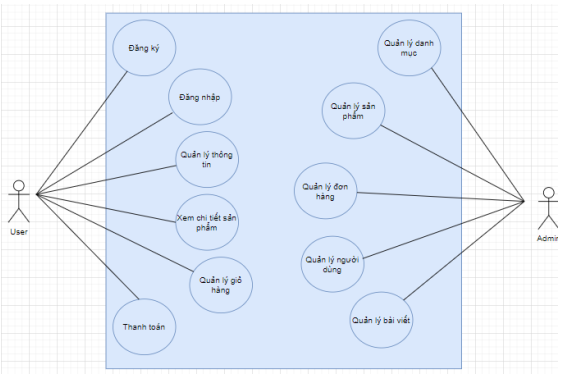 Đăng ký
Đăng nhập
Quản lý thông
tin
Xem chi tiết sản
phẩm
Quản lý giỏ
hàng
Thanh toán
User
Quản lý danh
mục
Quản lý sản
phẩm
Quản lý đơn
hàng
Quản lý người
dùng
Quản lý bài viết
Admin